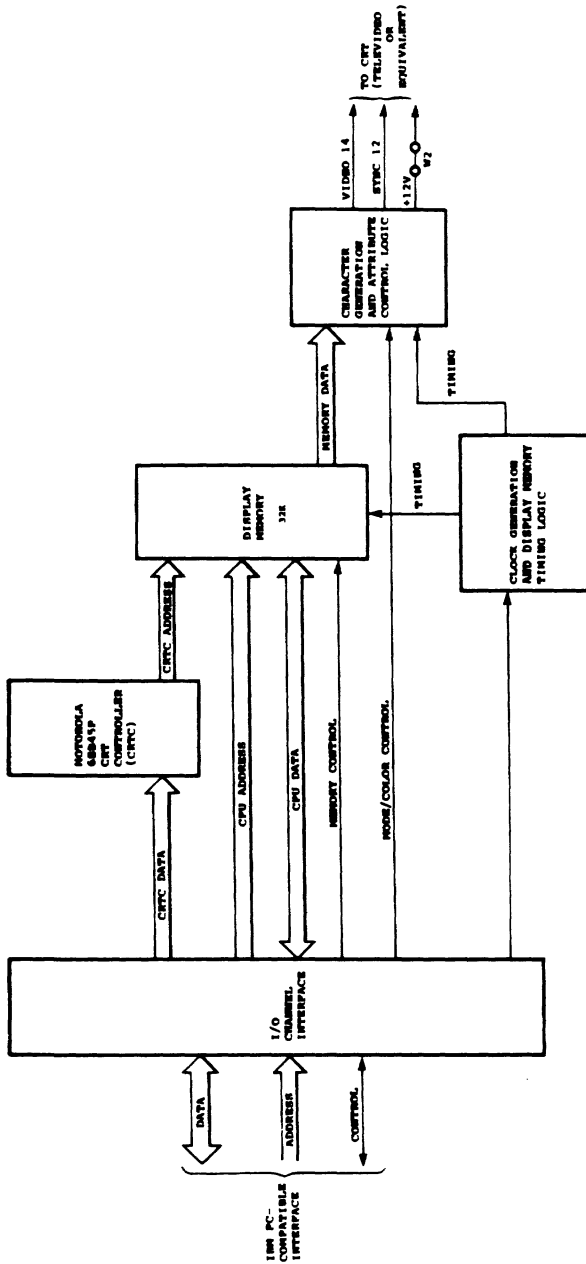 IBM PC-
COMPATIBLE
INTERFACE
DATA
ADDRESS
CONTROL
I/O
CHANNEL
INTERFACE
CRTC DATA
CPU ADDRESS
CPU DATA
MEMORY CONTROL
MODE/COLOR CONTROL
MOTOROLA
68B45P
CRT
CONTROLLER
(CRTC)
CRTC ADDRESS
DISPLAY
MEMORY
32K
MEMORY DATA
TIMING
CLOCK GENERATION
AND DISPLAY MEMORY
TIMING LOGIC
TIMING
CHARACTER
GENERATION
AND ATTRIBUTE
CONTROL LOGIC
VIDEO 14
SYNC 12
+12V
W2
TO CRT
(TELEVIDEO
OR
EQUIVALENT)